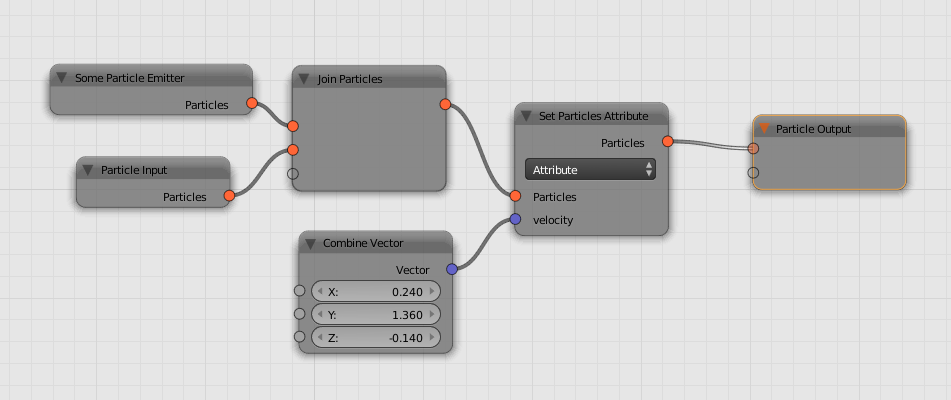 Some Particle Emitter
Particles
Particle Input
Particles
Join Particles
Combine Vector
Vector
X: 0.240
Y: 1.360
Z: -0.140
Set Particles Attribute
Particles
Attribute
Particles
velocity
Particle Output